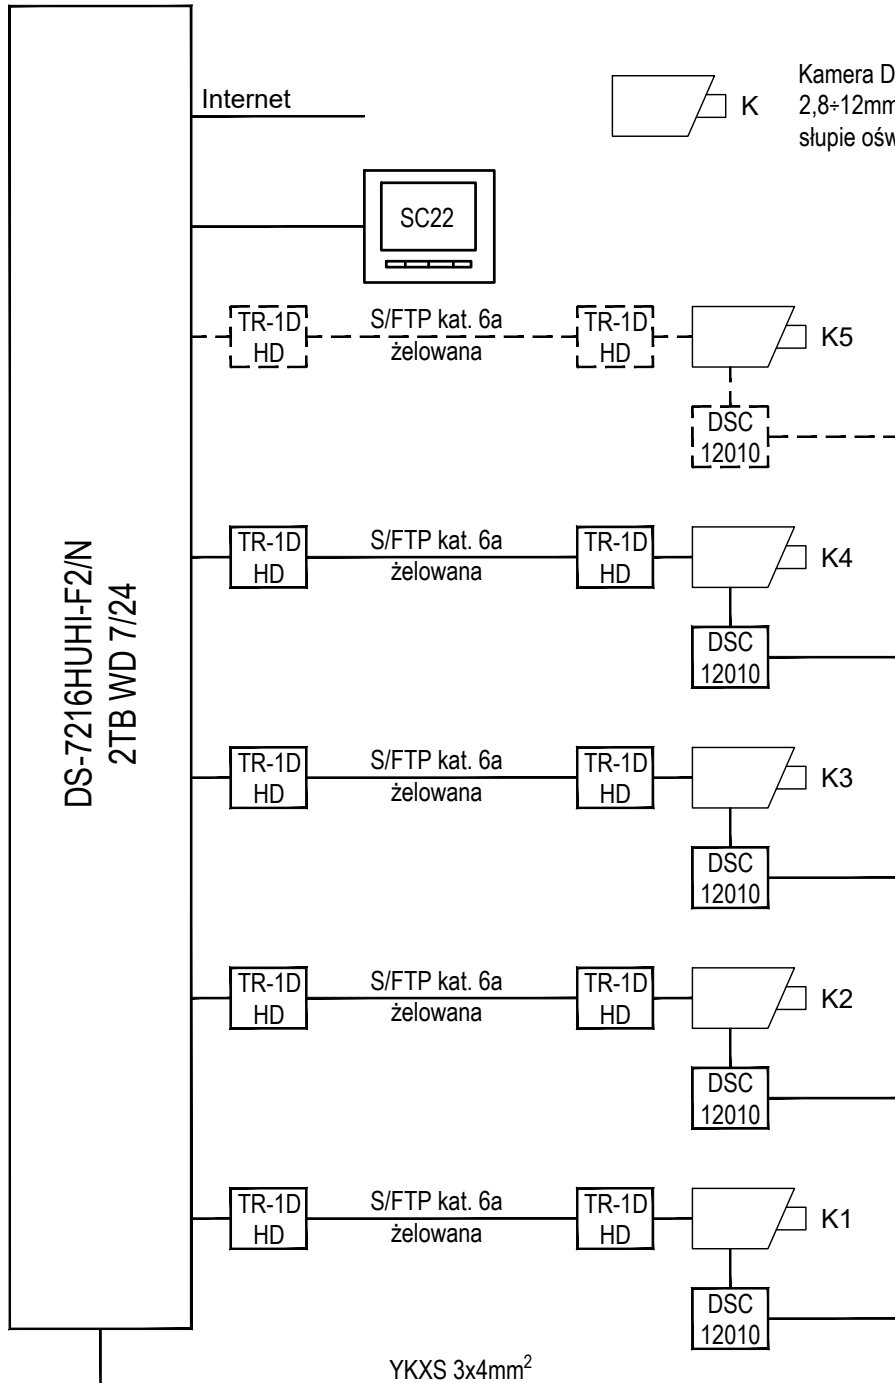 Internet
K
Kamera D
2,8÷12mm
słupie ośw
SC22
TR-1D
HD
S/FTP kat. 6a
żelowana
TR-1D
HD
K5
DSC
12010
DS-7216HUHI-F2/N
2TB WD 7/24
TR-1D
HD
S/FTP kat. 6a
żelowana
TR-1D
HD
K4
DSC
12010
TR-1D
HD
S/FTP kat. 6a
żelowana
TR-1D
HD
K3
DSC
12010
TR-1D
HD
S/FTP kat. 6a
żelowana
TR-1D
HD
K2
DSC
12010
TR-1D
HD
S/FTP kat. 6a
żelowana
TR-1D
HD
K1
DSC
12010
YKXS 3x4mm²